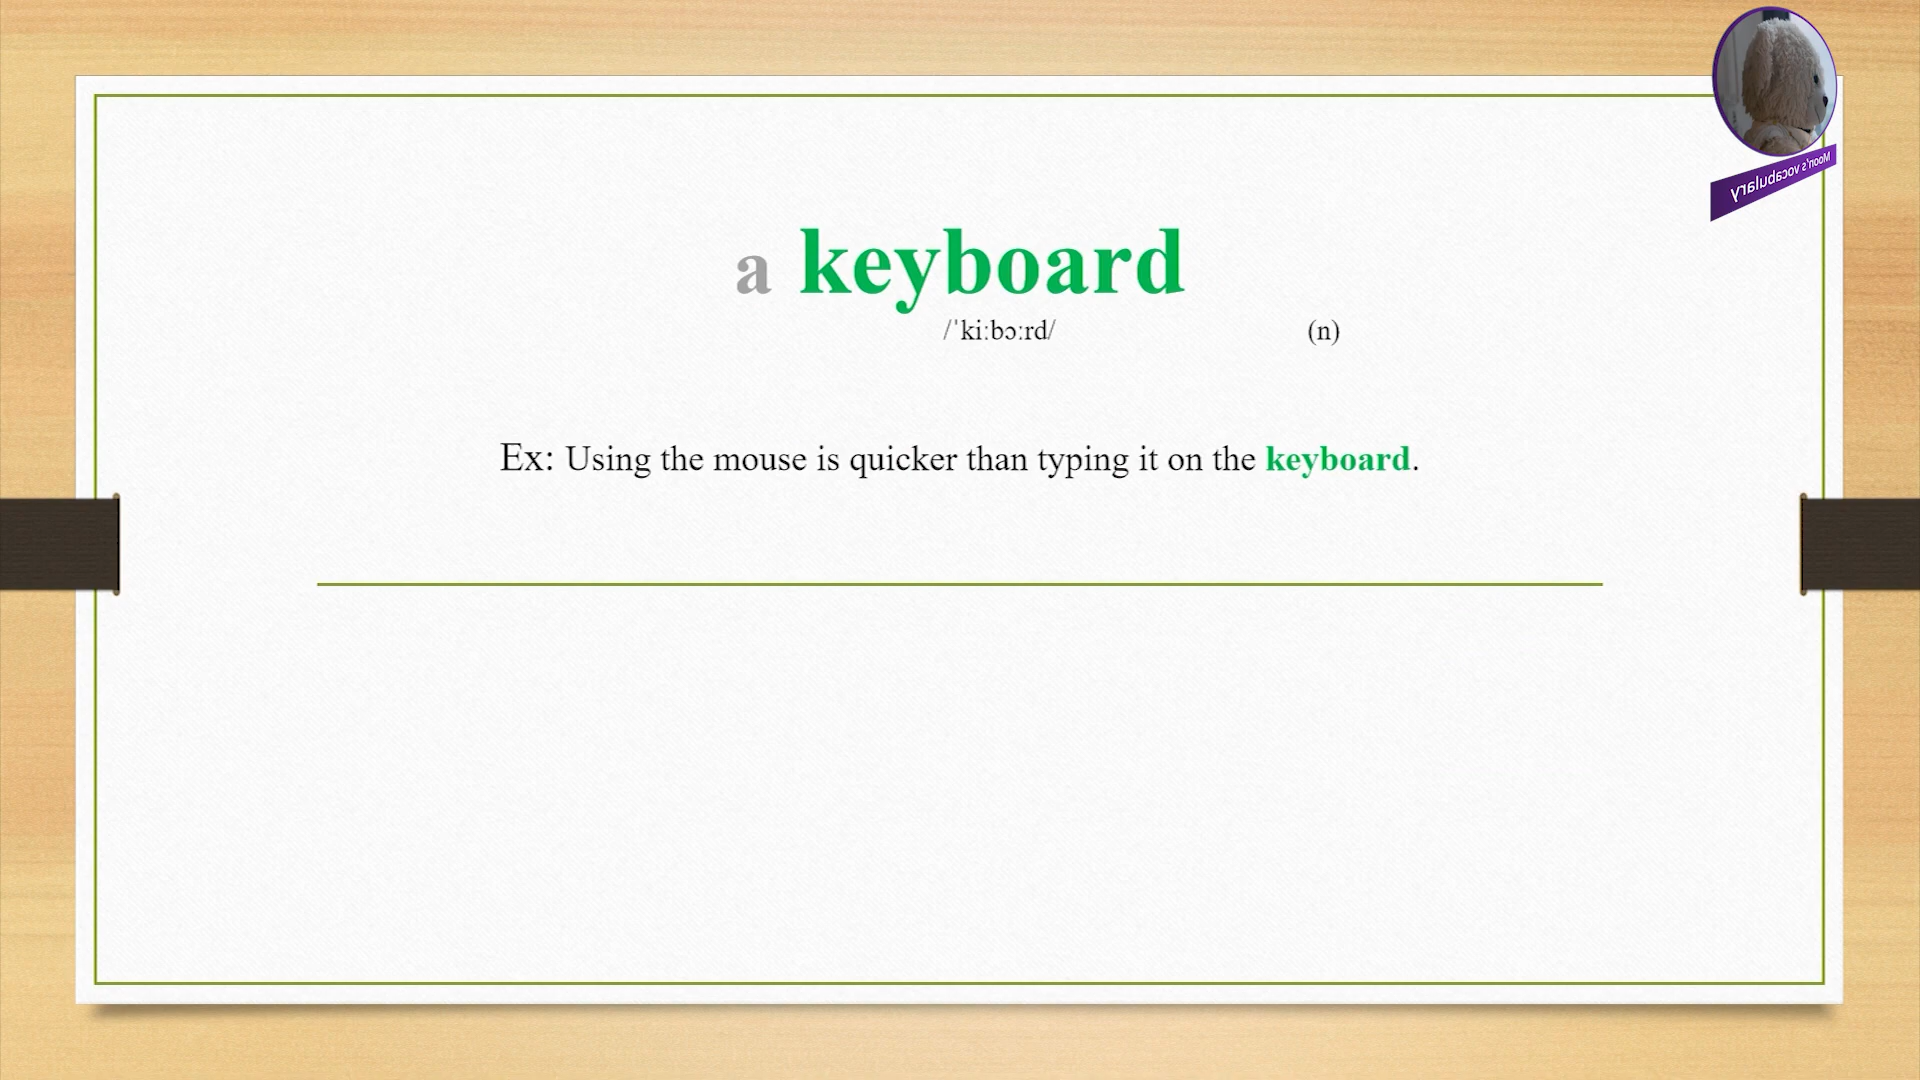 Moon's vocabulary
a keyboard
/ˈkiːbɔːrd/ (n)
Ex: Using the mouse is quicker than typing it on the keyboard.